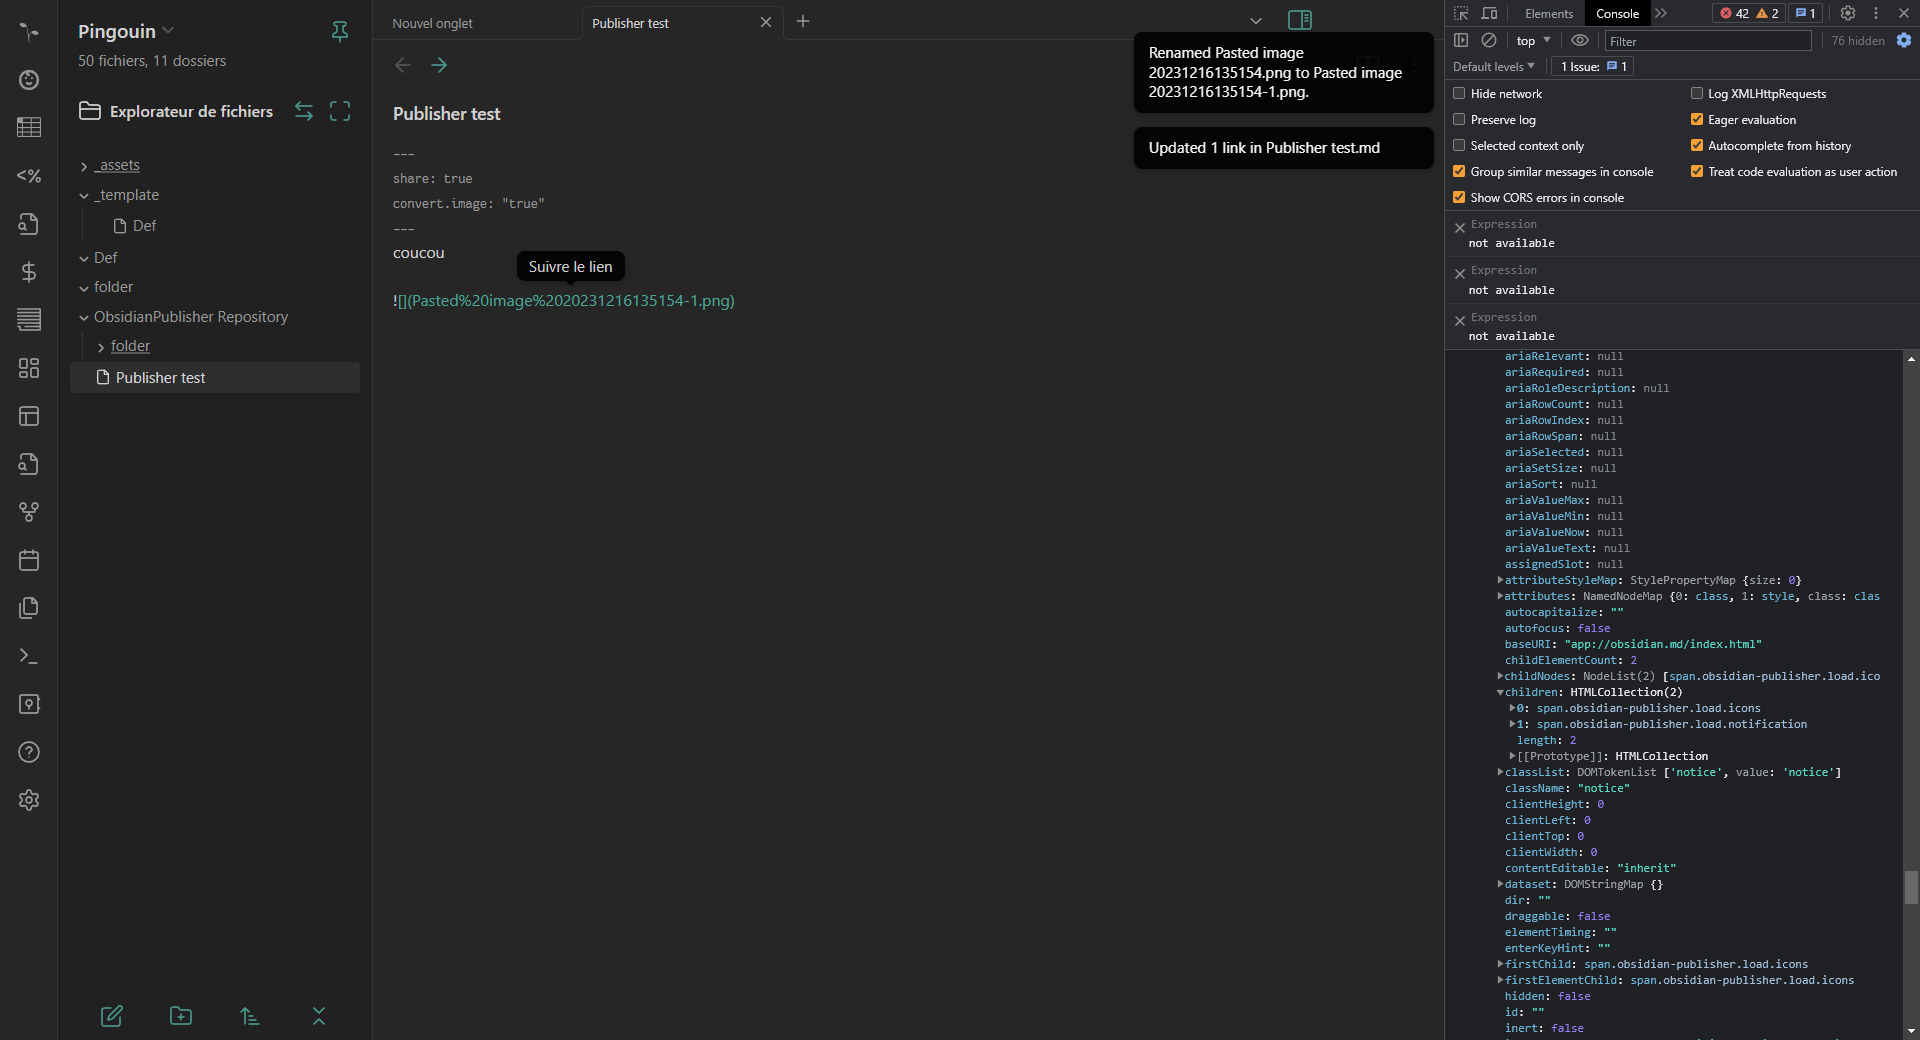 Pingouin
50 fichiers, 11 dossiers
Explorateur de fichiers
_assets
_template
Def
Def
folder
ObsidianPublisher Repository
folder
Publisher test
<%
Nouvel onglet
Publisher test
Publisher test
---
share: true
convert.image: "true"
---
coucou
Suivre le lien
![](Pasted%20image%2020231216135154-1.png)
Renamed Pasted image
20231216135154.png to Pasted image
20231216135154-1.png.
Updated 1 link in Publisher test.md
Elements
Console
42
2
1
top
Filter
76 hidden
Default levels
1 Issue:
1
Hide network
Log XMLHttpRequests
Preserve log
Eager evaluation
Selected context only
Autocomplete from history
Group similar messages in console
Treat code evaluation as user action
Show CORS errors in console
Expression
not available
Expression
not available
Expression
not available
ariaRelevant: null
ariaRequired: null
ariaRoleDescription: null
ariaRowCount: null
ariaRowIndex: null
ariaRowSpan: null
ariaSelected: null
ariaSetSize: null
ariaSort: null
ariaValueMax: null
ariaValueMin: null
ariaValueNow: null
ariaValueText: null
assignedSlot: null
attributeStyleMap: StylePropertyMap {size: 0}
attributes: NamedNodeMap {0: class, 1: style, class: clas
autocapitalize: ""
autofocus: false
baseURI: "app://obsidian.md/index.html"
childElementCount: 2
childNodes: NodeList(2) [span.obsidian-publisher.load.ico
children: HTMLCollection(2)
0: span.obsidian-publisher.load.icons
1: span.obsidian-publisher.load.notification
length: 2
[[Prototype]]: HTMLCollection
classList: DOMTokenList ['notice', value: 'notice']
className: "notice"
clientHeight: 0
clientLeft: 0
clientTop: 0
clientWidth: 0
contentEditable: "inherit"
dataset: DOMStringMap {}
dir: ""
draggable: false
elementTiming: ""
enterKeyHint: ""
firstChild: span.obsidian-publisher.load.icons
firstElementChild: span.obsidian-publisher.load.icons
hidden: false
id: ""
inert: false